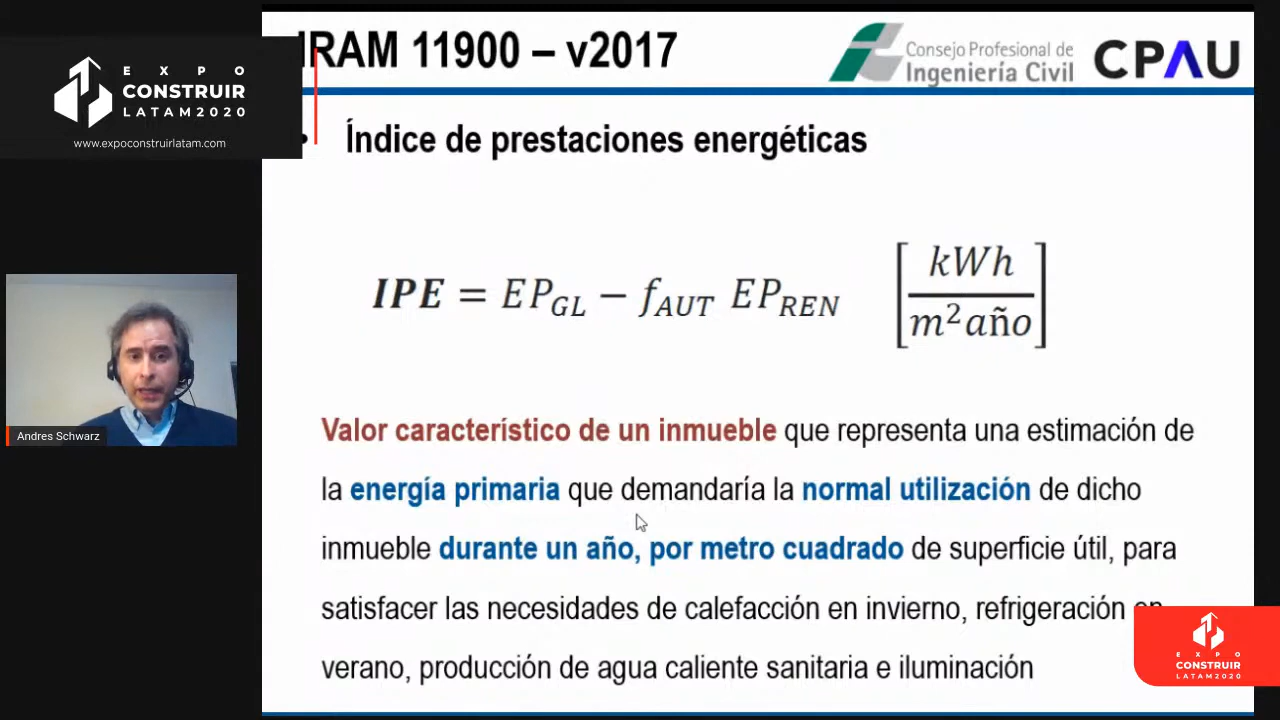 IRAM 11900 – v2017
Consejo Profesional de
Ingeniería Civil
CPAU
EXPO
CONSTRUIR
LATAM2020
www.expoconstruirlatam.com
• Índice de prestaciones energéticas
IPE = EP_GL − f_AUT EP_REN [kWh / m² año]
Valor característico de un inmueble que representa una estimación de
la energía primaria que demandaría la normal utilización de dicho
inmueble durante un año, por metro cuadrado de superficie útil, para
satisfacer las necesidades de calefacción en invierno, refrigeración en
verano, producción de agua caliente sanitaria e iluminación
Andres Schwarz
EXPO
CONSTRUIR
LATAM2020